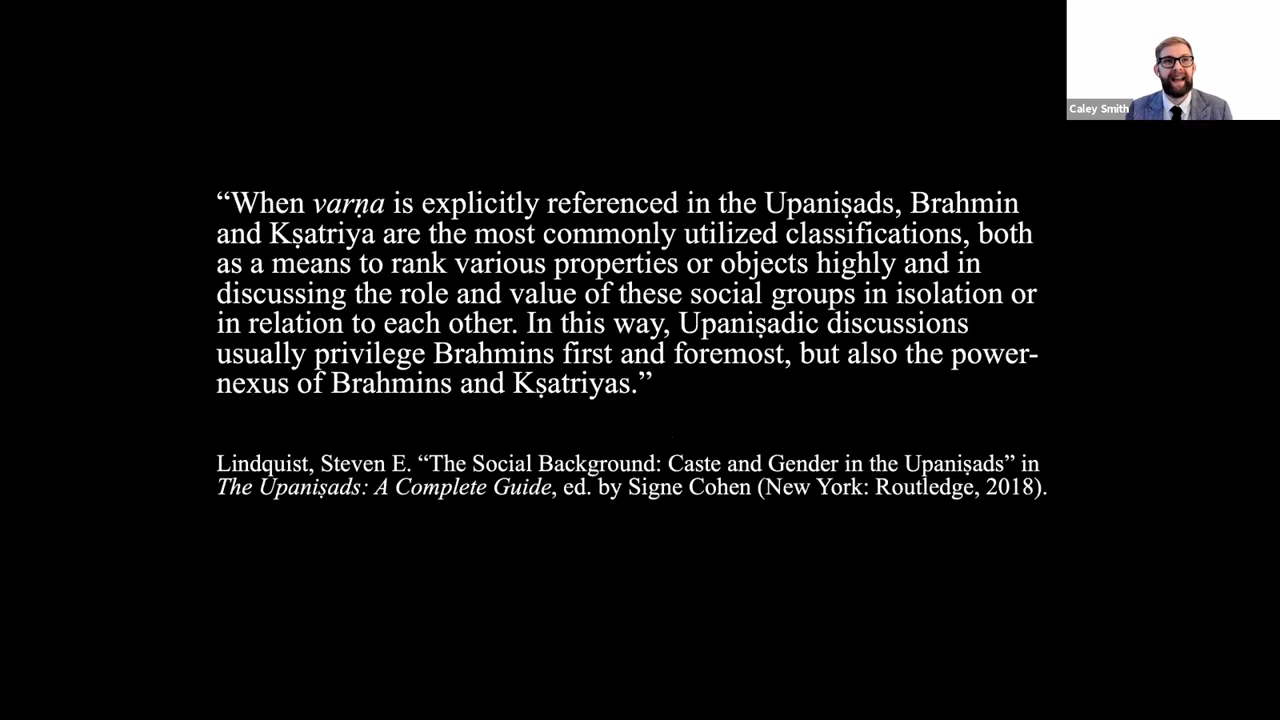 Caley Smith
“When varṇa is explicitly referenced in the Upaniṣads, Brahmin
and Kṣatriya are the most commonly utilized classifications, both
as a means to rank various properties or objects highly and in
discussing the role and value of these social groups in isolation or
in relation to each other. In this way, Upaniṣadic discussions
usually privilege Brahmins first and foremost, but also the power-
nexus of Brahmins and Kṣatriyas.”
Lindquist, Steven E. “The Social Background: Caste and Gender in the Upaniṣads” in
The Upaniṣads: A Complete Guide, ed. by Signe Cohen (New York: Routledge, 2018).